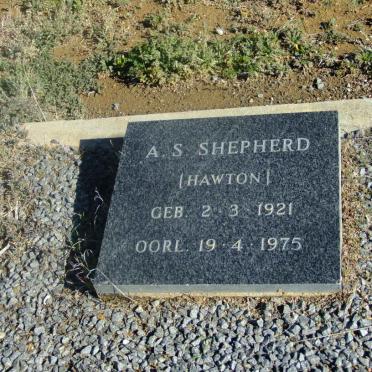 A. S. SHEPHERD
[HAWTON]
GEB. 2·3·1921
OORL. 19·4·1975